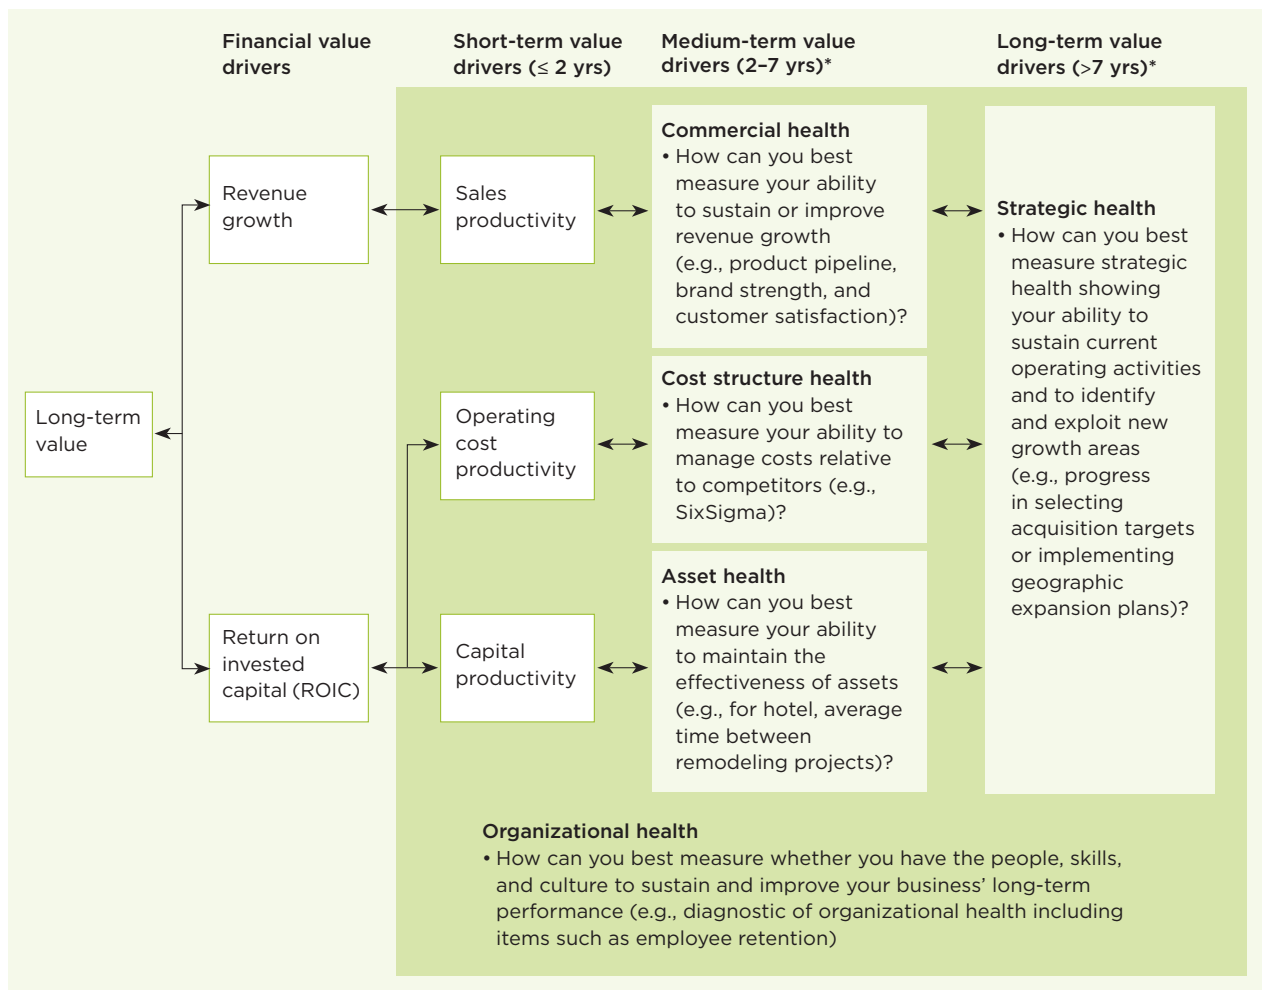 Financial value
drivers
Short-term value
drivers (≤ 2 yrs)
Medium-term value
drivers (2–7 yrs)*
Long-term value
drivers (>7 yrs)*
Long-term
value
Revenue
growth
Return on
invested
capital (ROIC)
Sales
productivity
Operating
cost
productivity
Capital
productivity
Commercial health
• How can you best
measure your ability
to sustain or improve
revenue growth
(e.g., product pipeline,
brand strength, and
customer satisfaction)?
Cost structure health
• How can you best
measure your ability to
manage costs relative
to competitors (e.g.,
SixSigma)?
Asset health
• How can you best
measure your ability
to maintain the
effectiveness of assets
(e.g., for hotel, average
time between
remodeling projects)?
Strategic health
• How can you best
measure strategic
health showing
your ability to
sustain current
operating activities
and to identify
and exploit new
growth areas
(e.g., progress
in selecting
acquisition targets
or implementing
geographic
expansion plans)?
Organizational health
• How can you best measure whether you have the people, skills,
and culture to sustain and improve your business’ long-term
performance (e.g., diagnostic of organizational health including
items such as employee retention)